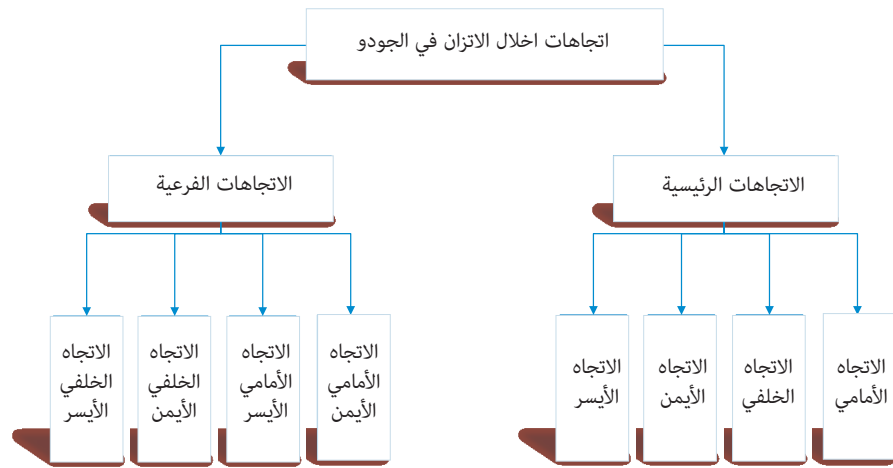 اتجاهات اخلال الاتزان في الجودو
الاتجاهات الرئيسية
الاتجاهات الفرعية
الاتجاه
الأمامي
الاتجاه
الخلفي
الاتجاه
الأيمن
الاتجاه
الأيسر
الاتجاه
الأمامي
الأيمن
الاتجاه
الأمامي
الأيسر
الاتجاه
الخلفي
الأيمن
الاتجاه
الخلفي
الأيسر